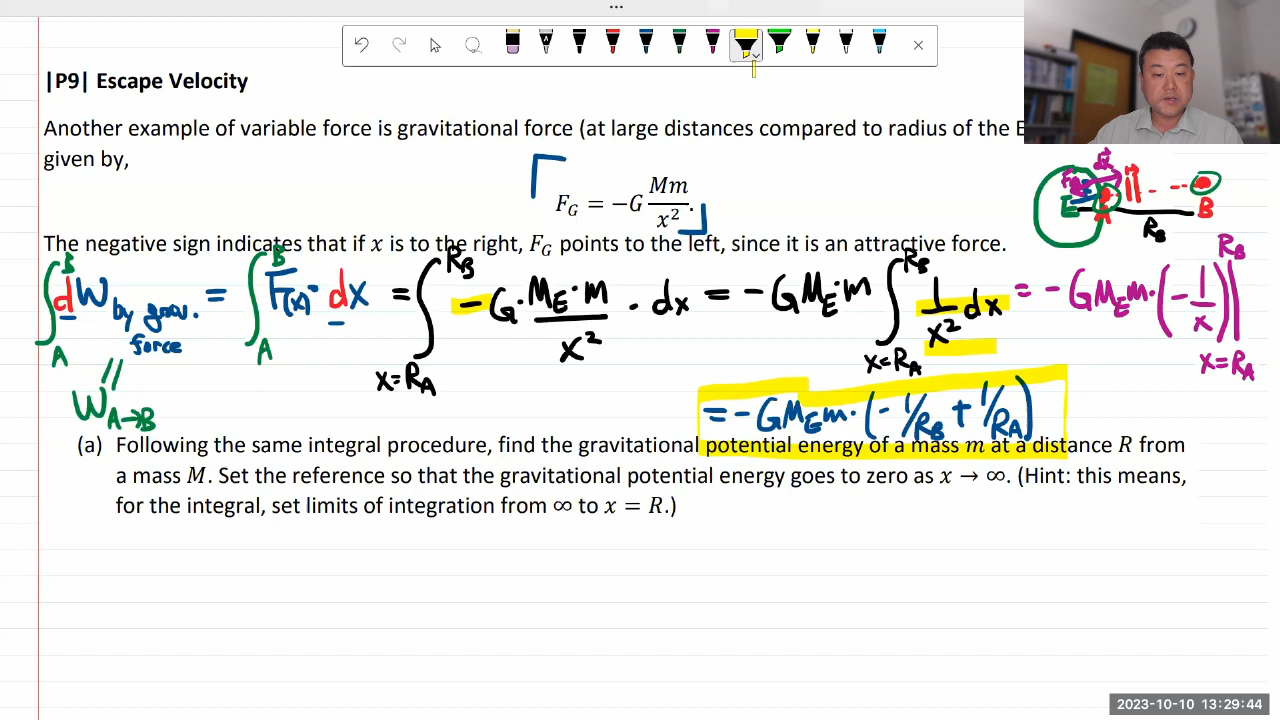 |P9| Escape Velocity
Another example of variable force is gravitational force (at large distances compared to radius of the E
given by,
F_G = −G Mm/x².
The negative sign indicates that if x is to the right, F_G points to the left, since it is an attractive force.
∫_A^B dW by grav. force = ∫_A^B F(x)·dx = ∫_{x=R_A}^{R_B} −G·M_E·m/x² · dx = −GM_E·m ∫_{x=R_A}^{R_B} 1/x² dx = −GM_E m·(−1/x)|_{x=R_A}^{R_B}
W_{A→B}
= −GM_E m·(−1/R_B + 1/R_A)
(a) Following the same integral procedure, find the gravitational potential energy of a mass m at a distance R from
a mass M. Set the reference so that the gravitational potential energy goes to zero as x → ∞. (Hint: this means,
for the integral, set limits of integration from ∞ to x = R.)
E
B
R_B
2023-10-10 13:29:44